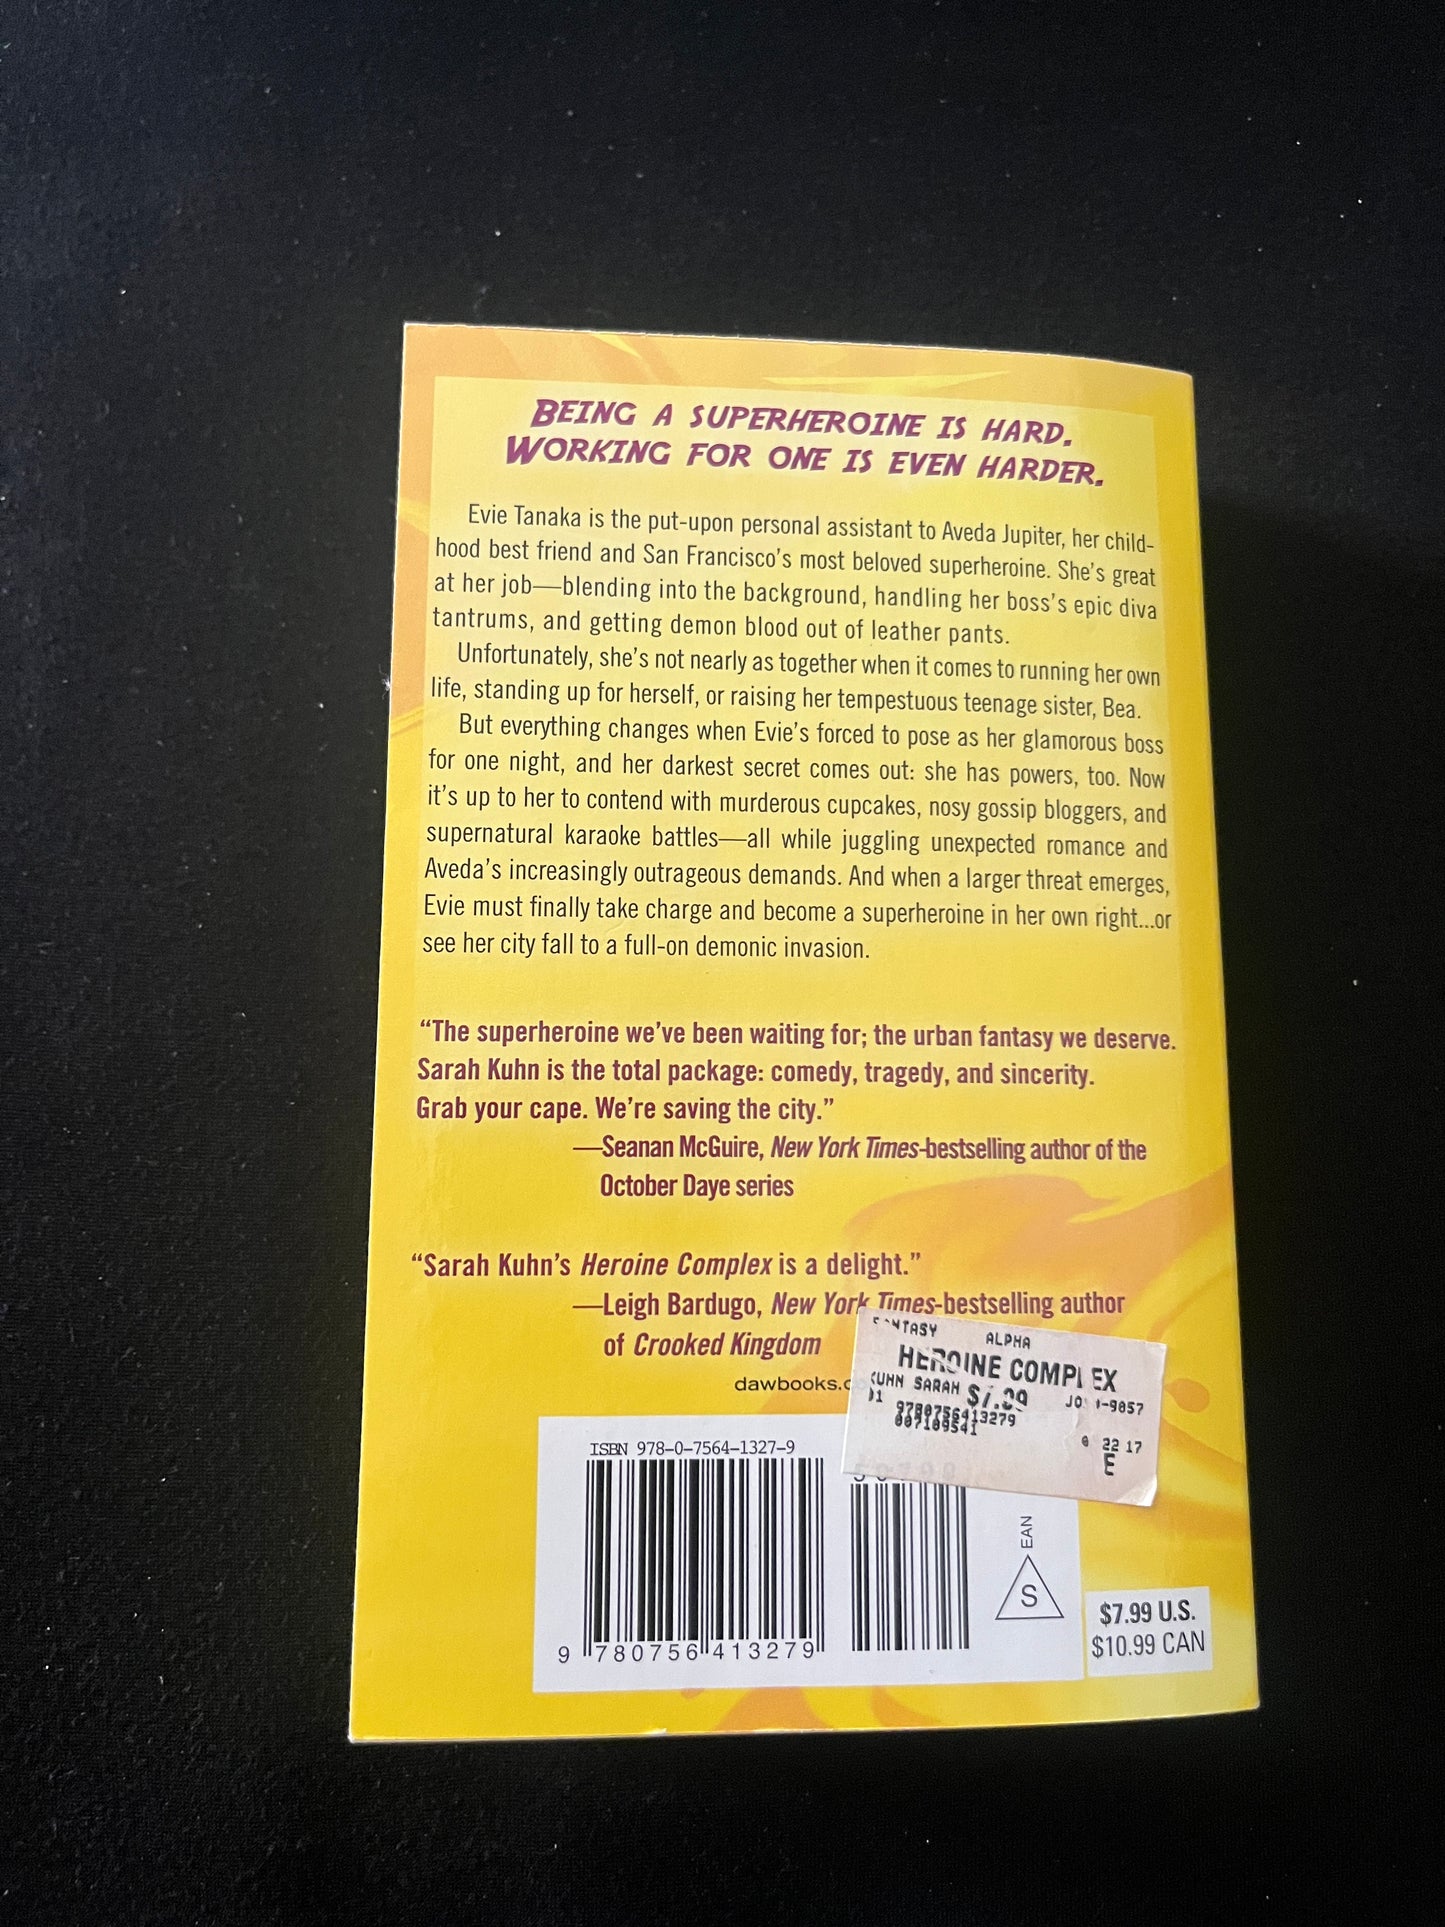 BEING A SUPERHEROINE IS HARD.
WORKING FOR ONE IS EVEN HARDER.
Evie Tanaka is the put-upon personal assistant to Aveda Jupiter, her child-
hood best friend and San Francisco's most beloved superheroine. She's great
at her job—blending into the background, handling her boss's epic diva
tantrums, and getting demon blood out of leather pants.
Unfortunately, she's not nearly as together when it comes to running her own
life, standing up for herself, or raising her tempestuous teenage sister, Bea.
But everything changes when Evie's forced to pose as her glamorous boss
for one night, and her darkest secret comes out: she has powers, too. Now
it's up to her to contend with murderous cupcakes, nosy gossip bloggers, and
supernatural karaoke battles—all while juggling unexpected romance and
Aveda's increasingly outrageous demands. And when a larger threat emerges,
Evie must finally take charge and become a superheroine in her own right...or
see her city fall to a full-on demonic invasion.
“The superheroine we've been waiting for; the urban fantasy we deserve.
Sarah Kuhn is the total package: comedy, tragedy, and sincerity.
Grab your cape. We're saving the city.”
—Seanan McGuire, New York Times-bestselling author of the
October Daye series
“Sarah Kuhn's Heroine Complex is a delight.”
—Leigh Bardugo, New York Times-bestselling author
of Crooked Kingdom
dawbooks.c
FANTASY ALPHA
HEROINE COMPLEX
KUHN SARAH $7.99
9780756413279
22 17
E
ISBN 978-0-7564-1327-9
9 780756 413279
EAN
S
$7.99 U.S.
$10.99 CAN